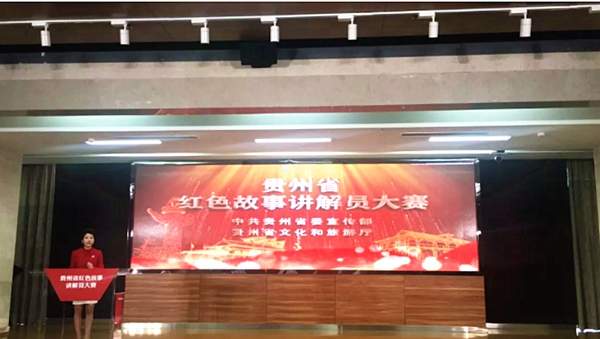 贵州省
红色故事讲解员大赛
中共贵州省委宣传部
贵州省文化和旅游厅
贵州省红色故事
讲解员大赛